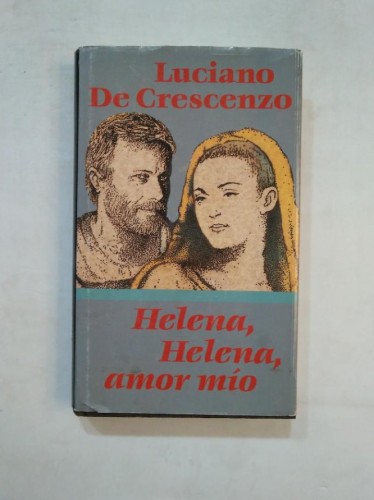 Luciano
De Crescenzo
Helena,
Helena,
amor mío